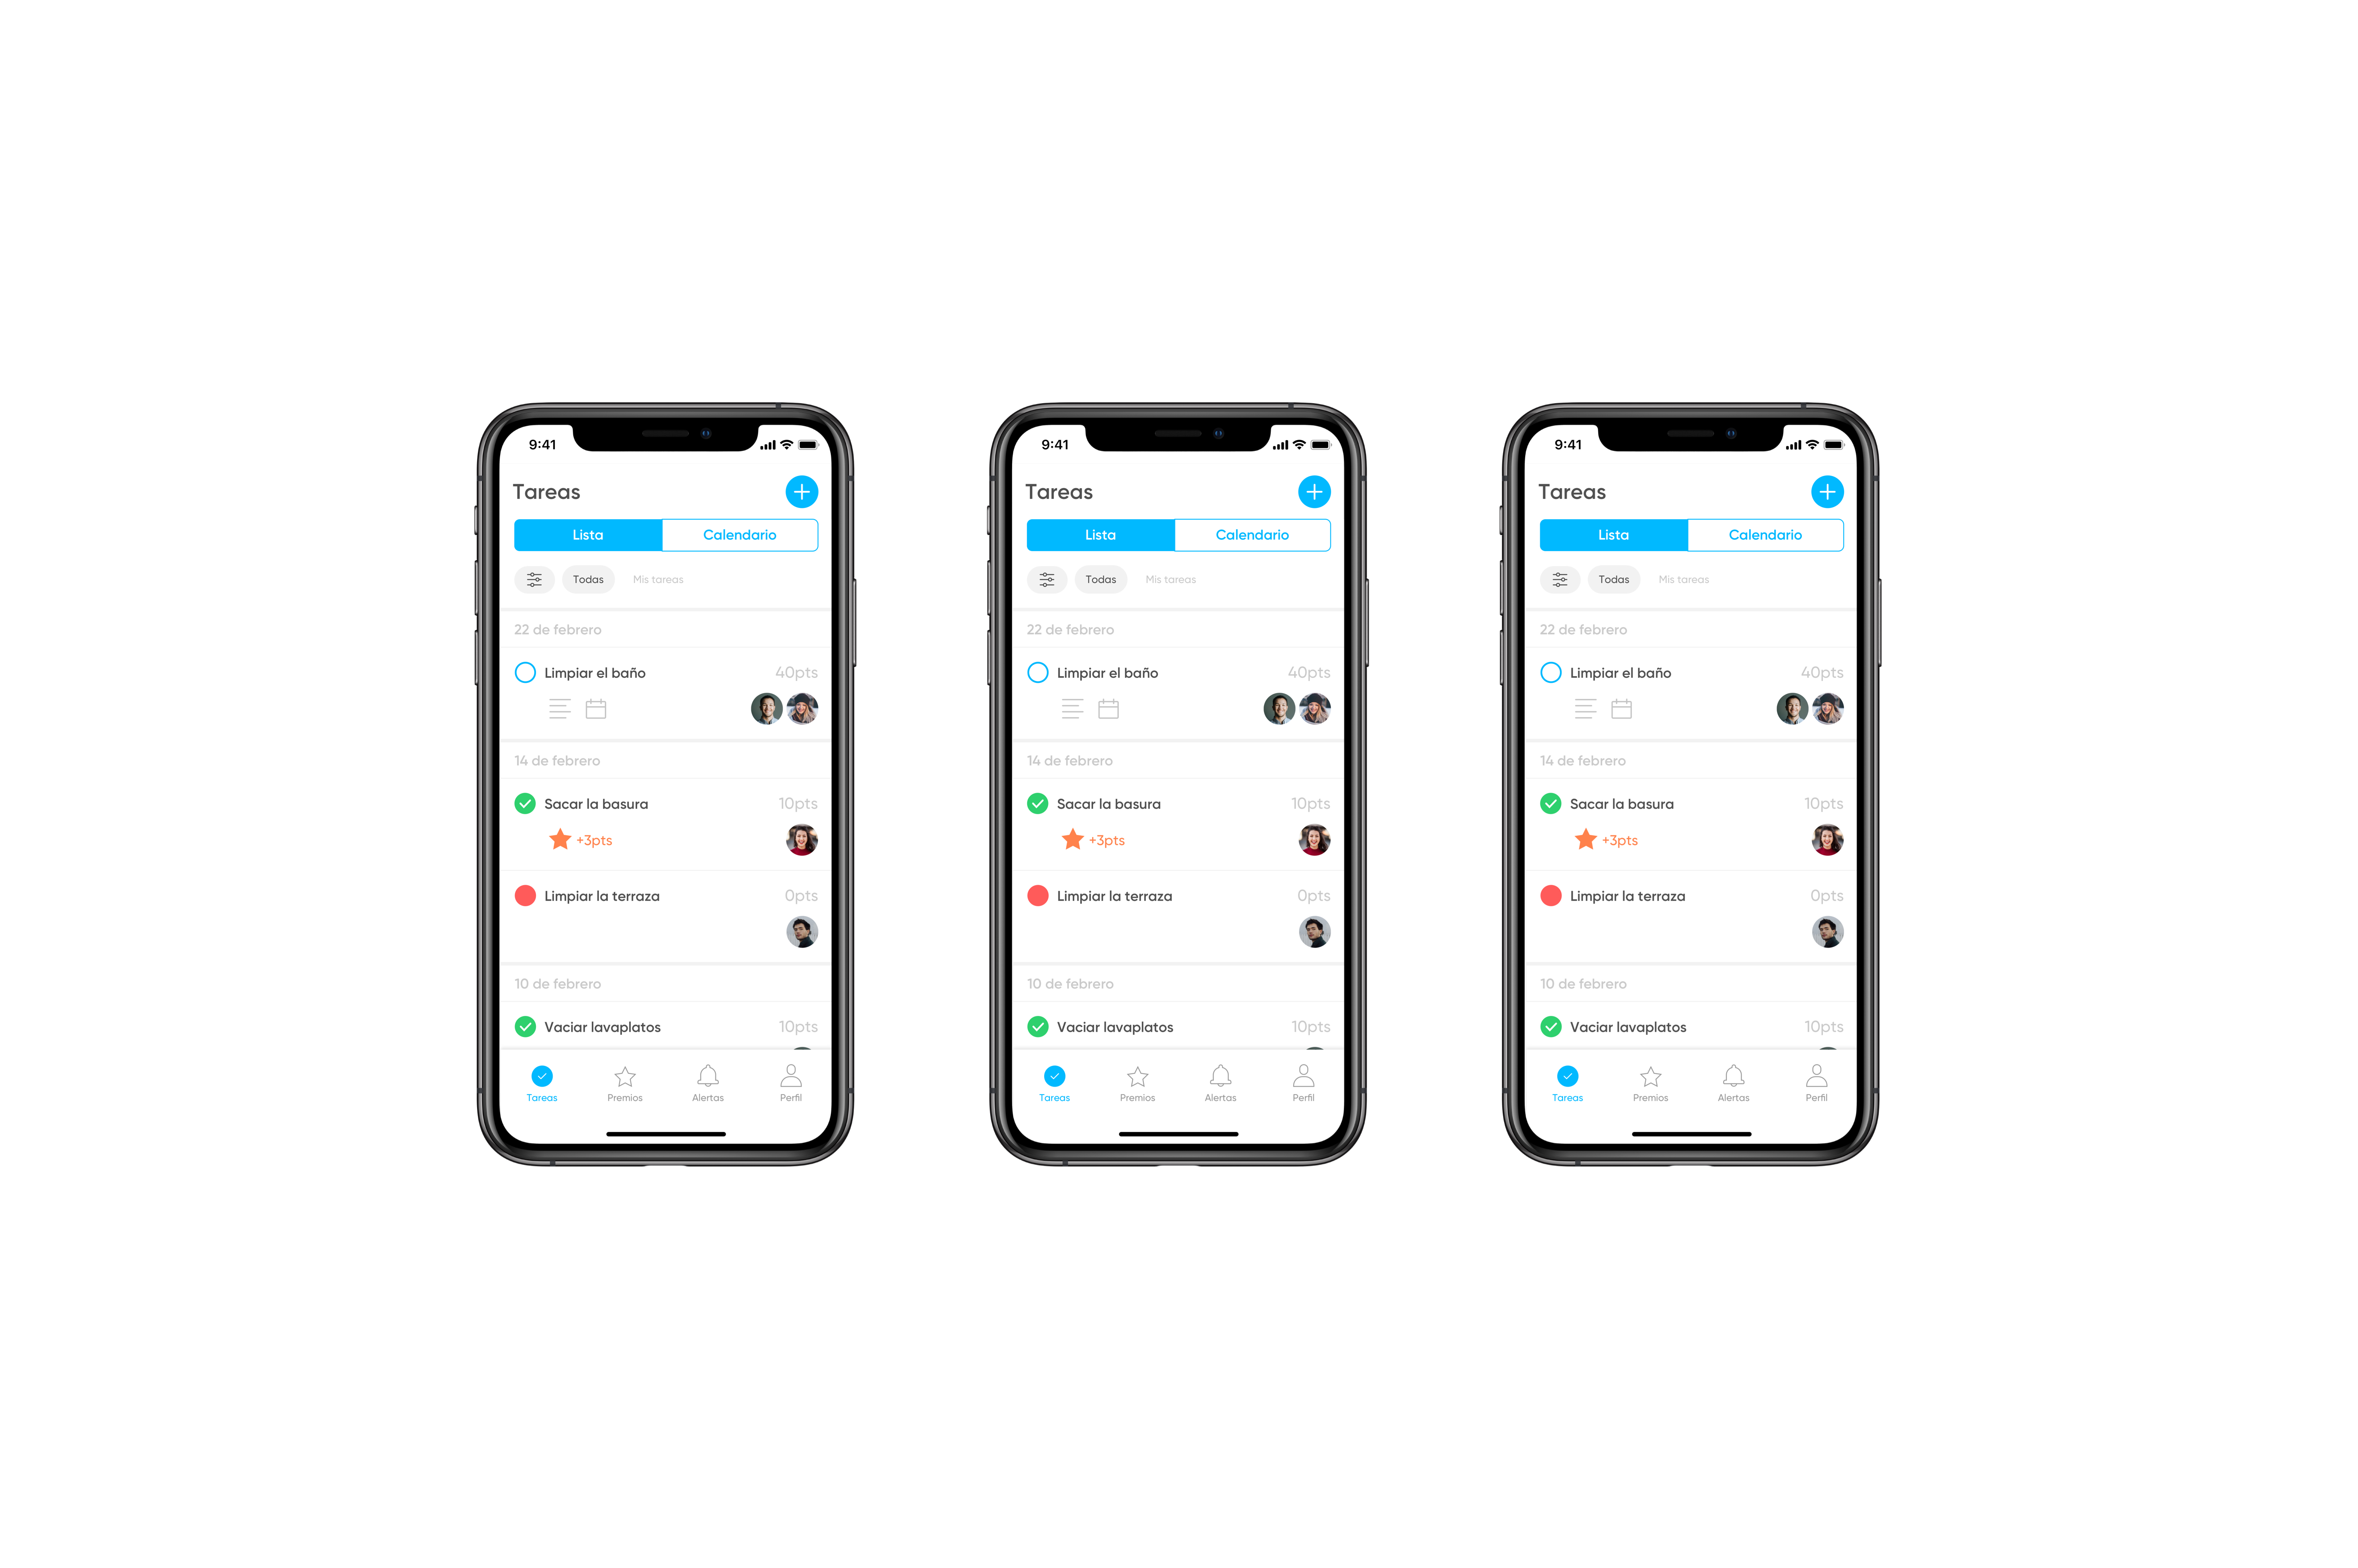 9:41
Tareas
Lista Calendario
Todas Mis tareas
22 de febrero
Limpiar el baño 40pts
14 de febrero
Sacar la basura 10pts
+3pts
Limpiar la terraza 0pts
10 de febrero
Vaciar lavaplatos 10pts
Tareas Premios Alertas Perfil
9:41
Tareas
Lista Calendario
Todas Mis tareas
22 de febrero
Limpiar el baño 40pts
14 de febrero
Sacar la basura 10pts
+3pts
Limpiar la terraza 0pts
10 de febrero
Vaciar lavaplatos 10pts
Tareas Premios Alertas Perfil
9:41
Tareas
Lista Calendario
Todas Mis tareas
22 de febrero
Limpiar el baño 40pts
14 de febrero
Sacar la basura 10pts
+3pts
Limpiar la terraza 0pts
10 de febrero
Vaciar lavaplatos 10pts
Tareas Premios Alertas Perfil